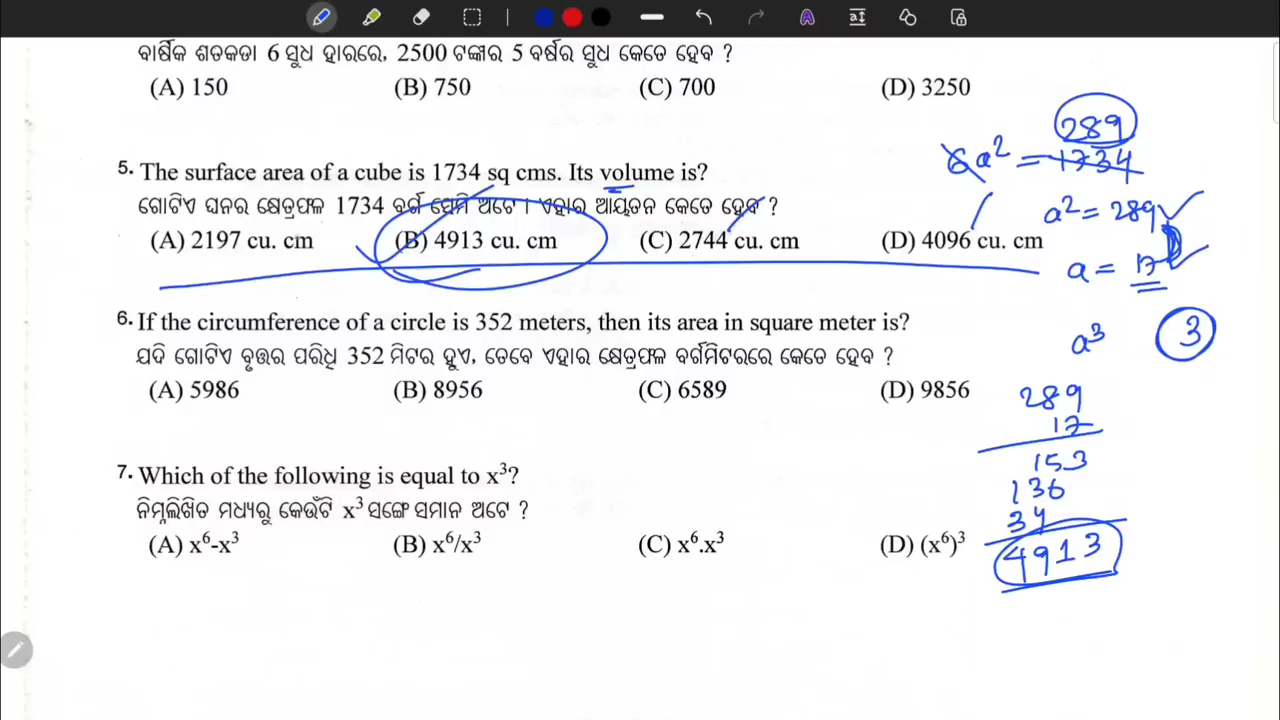 ବାର୍ଷିକ ଶତକଡା 6 ସୁଧ ହାରରେ, 2500 ଟଙ୍କାର 5 ବର୍ଷର ସୁଧ କେତେ ହେବ ?
(A) 150 (B) 750 (C) 700 (D) 3250
5. The surface area of a cube is 1734 sq cms. Its volume is?
ଗୋଟିଏ ଘନର କ୍ଷେତ୍ରଫଳ 1734 ବର୍ଗ ସେମି ଅଟେ । ଏହାର ଆୟତନ କେତେ ହେବ ?
(A) 2197 cu. cm (B) 4913 cu. cm (C) 2744 cu. cm (D) 4096 cu. cm
6. If the circumference of a circle is 352 meters, then its area in square meter is?
ଯଦି ଗୋଟିଏ ବୃତ୍ତର ପରିଧି 352 ମିଟର ହୁଏ, ତେବେ ଏହାର କ୍ଷେତ୍ରଫଳ ବର୍ଗମିଟରରେ କେତେ ହେବ ?
(A) 5986 (B) 8956 (C) 6589 (D) 9856
7. Which of the following is equal to x³?
ନିମ୍ନଲିଖିତ ମଧ୍ୟରୁ କେଉଁଟି x³ ସଙ୍ଗେ ସମାନ ଅଟେ ?
(A) x⁶-x³ (B) x⁶/x³ (C) x⁶.x³ (D) (x⁶)³
289
6a² = 1734
a² = 289
a = 17
a³ 3
289
17
153
136
34
4913